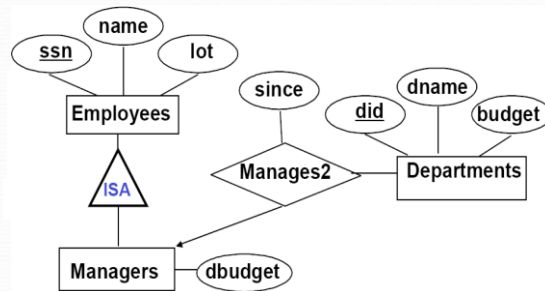 name
ssn
lot
Employees
since
dname
did
budget
Manages2
Departments
ISA
Managers
dbudget